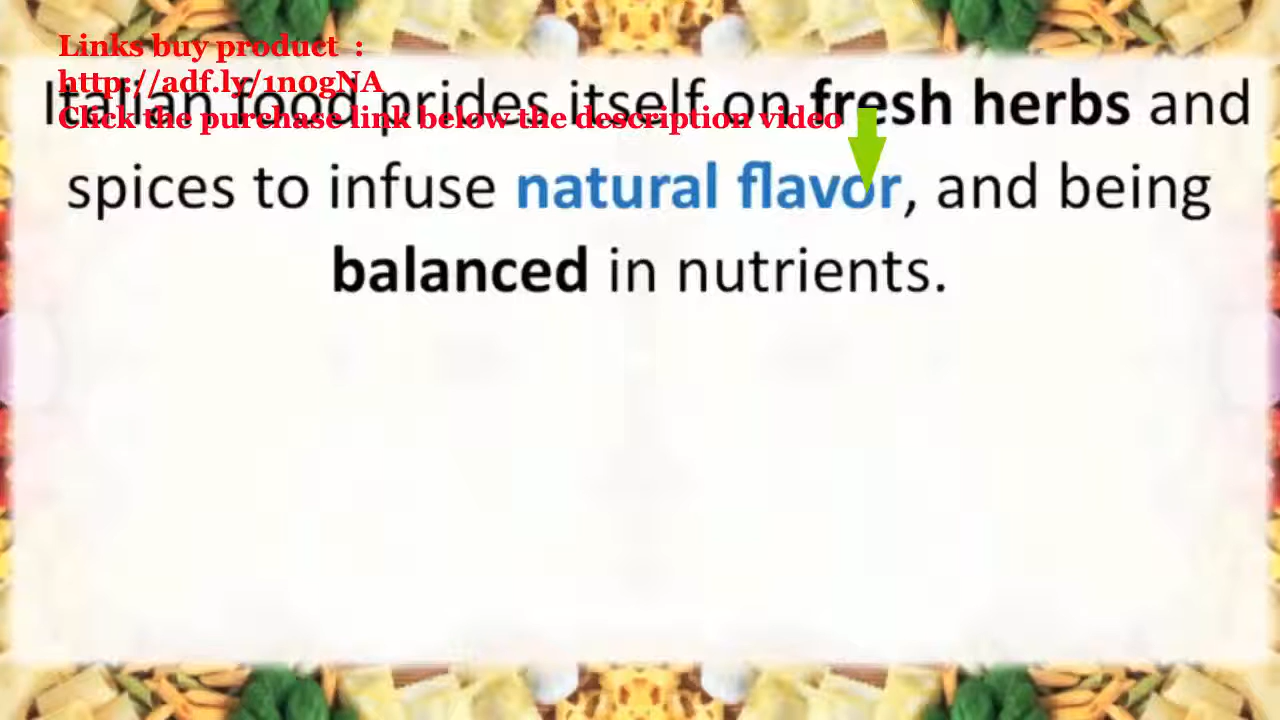 Links buy product :
http://adf.ly/1n0gNA
Click the purchase link below the description video
Italian food prides itself on fresh herbs and
spices to infuse natural flavor, and being
balanced in nutrients.